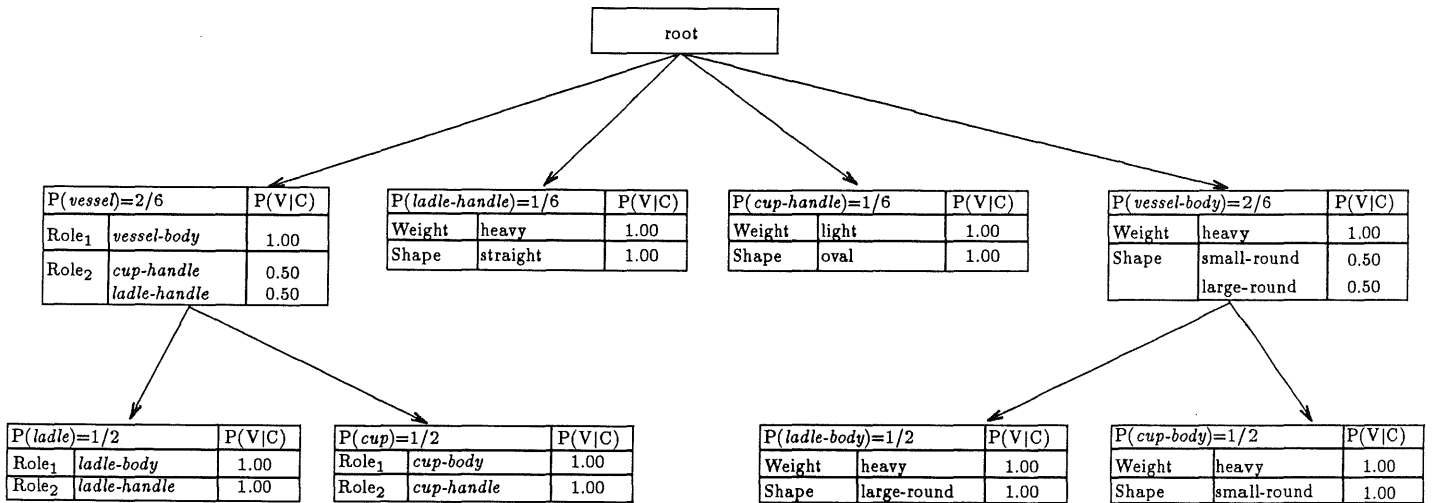 root
P(vessel)=2/6 P(V|C)
Role1 vessel-body 1.00
Role2 cup-handle 0.50
ladle-handle 0.50
P(ladle-handle)=1/6 P(V|C)
Weight heavy 1.00
Shape straight 1.00
P(cup-handle)=1/6 P(V|C)
Weight light 1.00
Shape oval 1.00
P(vessel-body)=2/6 P(V|C)
Weight heavy 1.00
Shape small-round 0.50
large-round 0.50
P(ladle)=1/2 P(V|C)
Role1 ladle-body 1.00
Role2 ladle-handle 1.00
P(cup)=1/2 P(V|C)
Role1 cup-body 1.00
Role2 cup-handle 1.00
P(ladle-body)=1/2 P(V|C)
Weight heavy 1.00
Shape large-round 1.00
P(cup-body)=1/2 P(V|C)
Weight heavy 1.00
Shape small-round 1.00